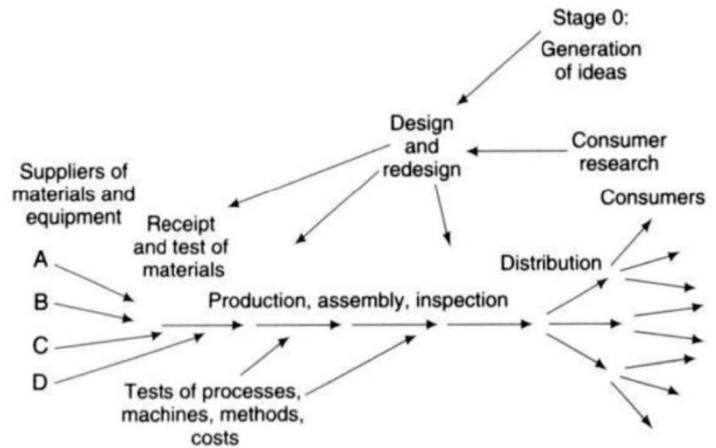 Stage 0:
Generation
of ideas
Design
and
redesign
Consumer
research
Suppliers of
materials and
equipment
Consumers
Receipt
and test of
materials
A
B
C
D
Distribution
Production, assembly, inspection
Tests of processes,
machines, methods,
costs